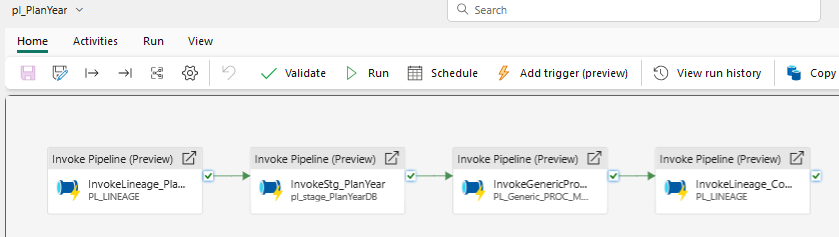 pl_PlanYear
Search
Home Activities Run View
Validate Run Schedule Add trigger (preview) View run history Copy
Invoke Pipeline (Preview) Invoke Pipeline (Preview) Invoke Pipeline (Preview) Invoke Pipeline (Preview)
InvokeLineage_Pla... InvokeStg_PlanYear InvokeGenericPro... InvokeLineage_Co...
PL_LINEAGE pl_stage_PlanYearDB PL_Generic_PROC_M... PL_LINEAGE